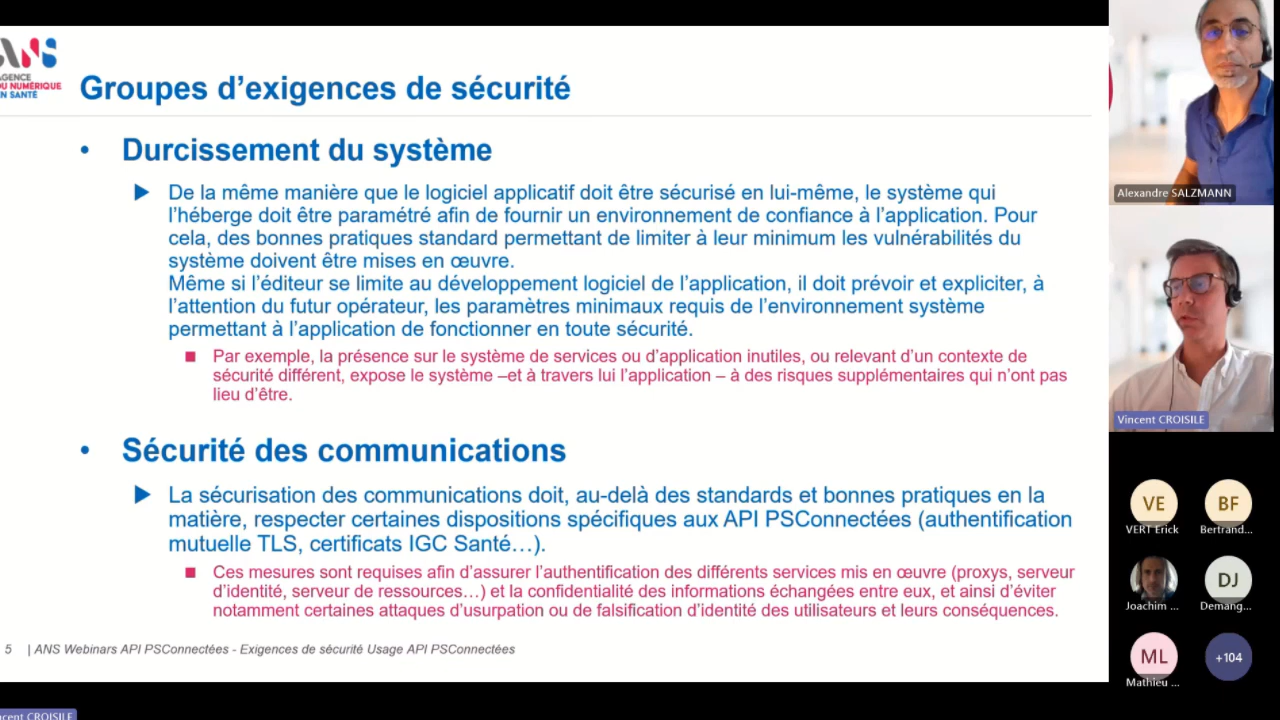 ANS
AGENCE
DU NUMÉRIQUE
EN SANTÉ
Groupes d’exigences de sécurité
• Durcissement du système
De la même manière que le logiciel applicatif doit être sécurisé en lui-même, le système qui
l’héberge doit être paramétré afin de fournir un environnement de confiance à l’application. Pour
cela, des bonnes pratiques standard permettant de limiter à leur minimum les vulnérabilités du
système doivent être mises en œuvre.
Même si l’éditeur se limite au développement logiciel de l’application, il doit prévoir et expliciter, à
l’attention du futur opérateur, les paramètres minimaux requis de l’environnement système
permettant à l’application de fonctionner en toute sécurité.
Par exemple, la présence sur le système de services ou d’application inutiles, ou relevant d’un contexte de
sécurité différent, expose le système –et à travers lui l’application – à des risques supplémentaires qui n’ont pas
lieu d’être.
• Sécurité des communications
La sécurisation des communications doit, au-delà des standards et bonnes pratiques en la
matière, respecter certaines dispositions spécifiques aux API PSConnectées (authentification
mutuelle TLS, certificats IGC Santé…).
Ces mesures sont requises afin d’assurer l’authentification des différents services mis en œuvre (proxys, serveur
d’identité, serveur de ressources…) et la confidentialité des informations échangées entre eux, et ainsi d’éviter
notamment certaines attaques d’usurpation ou de falsification d’identité des utilisateurs et leurs conséquences.
5 | ANS Webinars API PSConnectées - Exigences de sécurité Usage API PSConnectées
Alexandre SALZMANN
Vincent CROISILE
VE
BF
VERT Erick
Bertrand...
DJ
Joachim ...
Demang...
ML
+104
Mathieu ...
ncent CROISILE